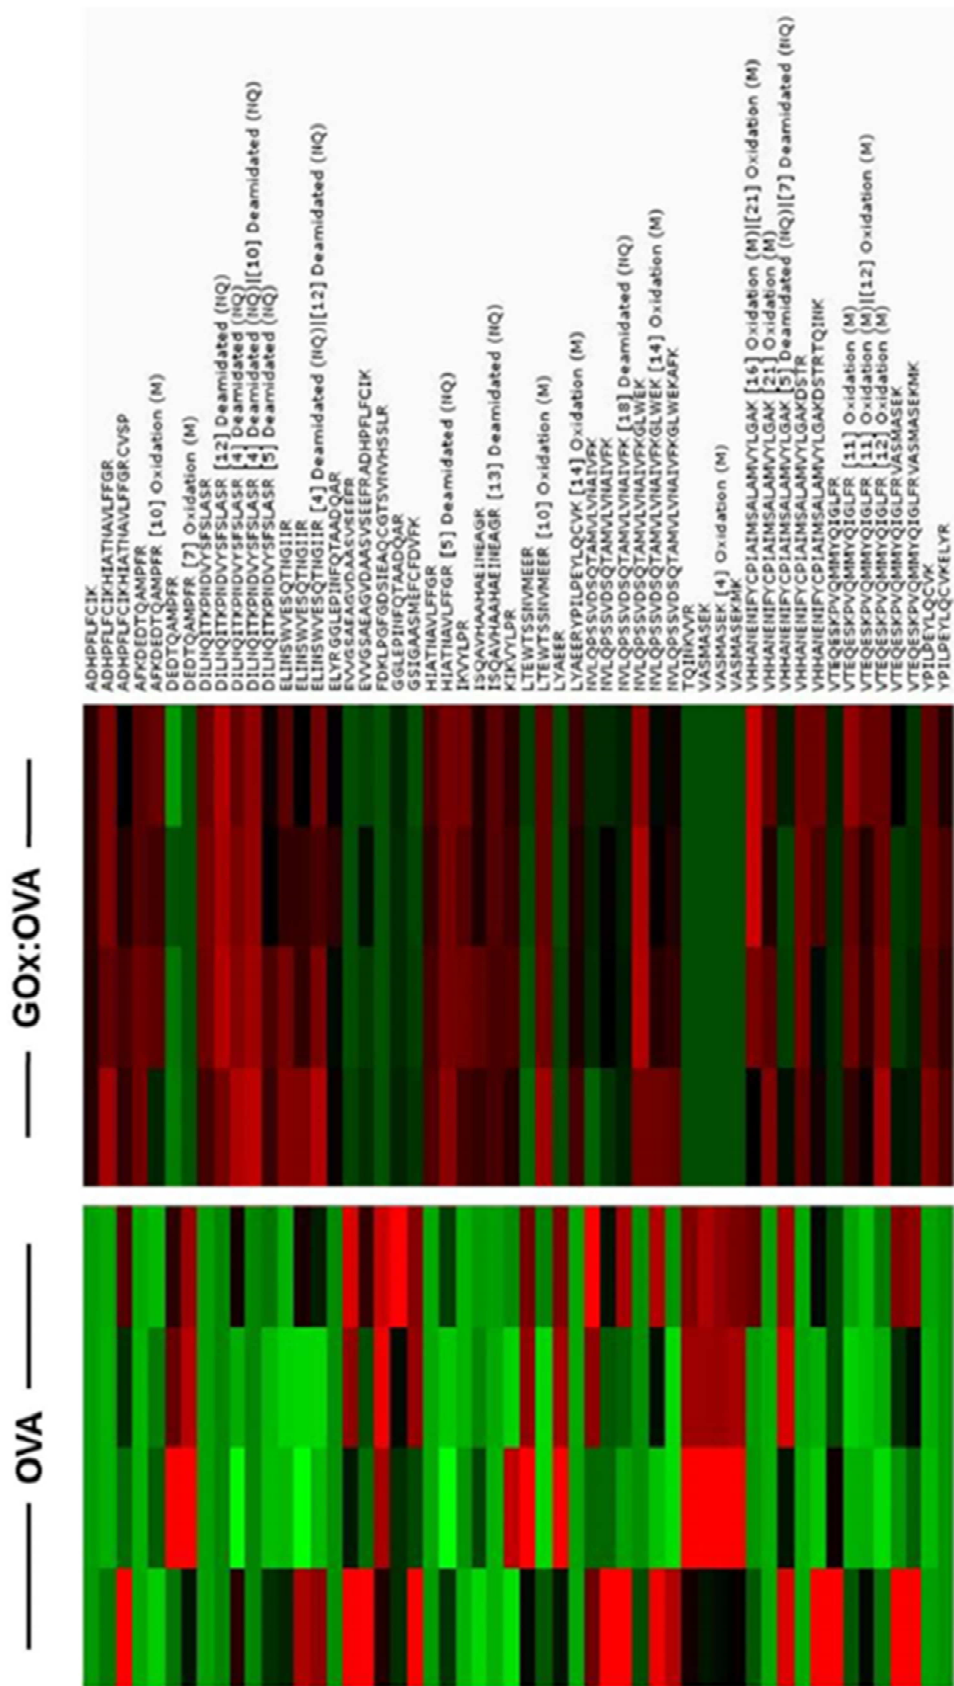 ADHPFLFCIK
ADHPFLFCIKHIATNAVLFFGR
ADHPFLFCIKHIATNAVLFFGRCVSP
AFKDEDTQAMPFR
AFKDEDTQAMPFR [10] Oxidation (M)
DEDTQAMPFR
DEDTQAMPFR [7] Oxidation (M)
DILNQITKPNDVYSFSLASR
DILNQITKPNDVYSFSLASR [12] Deamidated (NQ)
DILNQITKPNDVYSFSLASR [4] Deamidated (NQ)
DILNQITKPNDVYSFSLASR [4] Deamidated (NQ)|[10] Deamidated (NQ)
DILNQITKPNDVYSFSLASR [5] Deamidated (NQ)
ELINSWVESQTNGIIR
ELINSWVESQTNGIIR
ELINSWVESQTNGIIR [4] Deamidated (NQ)|[12] Deamidated (NQ)
ELYRGGLEPINFQTAADQAR
EVVGSAEAGVDAASVSEEFR
EVVGSAEAGVDAASVSEEFRADHPFLFCIK
FDKLPGFGDSIEAQCGTSVNVHSSLR
GGLEPINFQTAADQAR
GSIGAASMEFCFDVFK
HIATNAVLFFGR
HIATNAVLFFGR [5] Deamidated (NQ)
IKVYLPR
ISQAVHAAHAEINEAGR
ISQAVHAAHAEINEAGR [13] Deamidated (NQ)
KIKVYLPR
LTEWTSSNVMEER
LTEWTSSNVMEER [10] Oxidation (M)
LYAEER
LYAEERYPILPEYLQCVK [14] Oxidation (M)
NVLQPSSVDSQTAMVLVNAIVFK
NVLQPSSVDSQTAMVLVNAIVFK
NVLQPSSVDSQTAMVLVNAIVFK [18] Deamidated (NQ)
NVLQPSSVDSQTAMVLVNAIVFKGLWEK
NVLQPSSVDSQTAMVLVNAIVFKGLWEK [14] Oxidation (M)
NVLQPSSVDSQTAMVLVNAIVFKGLWEKAFK
TQINKVVR
VASMASEK
VASMASEK [4] Oxidation (M)
VASMASEKMK
VHHANENIFYCPIAIMSALAMVYLGAK [16] Oxidation (M)|[21] Oxidation (M)
VHHANENIFYCPIAIMSALAMVYLGAK [21] Oxidation (M)
VHHANENIFYCPIAIMSALAMVYLGAK [5] Deamidated (NQ)|[7] Deamidated (NQ)
VHHANENIFYCPIAIMSALAMVYLGAKDSTR
VHHANENIFYCPIAIMSALAMVYLGAKDSTRTQINK
VTEQESKPVQMMYQIGLFR
VTEQESKPVQMMYQIGLFR [11] Oxidation (M)
VTEQESKPVQMMYQIGLFR [11] Oxidation (M)|[12] Oxidation (M)
VTEQESKPVQMMYQIGLFR [12] Oxidation (M)
VTEQESKPVQMMYQIGLFRVASMASEK
VTEQESKPVQMMYQIGLFRVASMASEKMK
YPILPEYLQCVK
YPILPEYLQCVKELYR
GOx:OVA
OVA